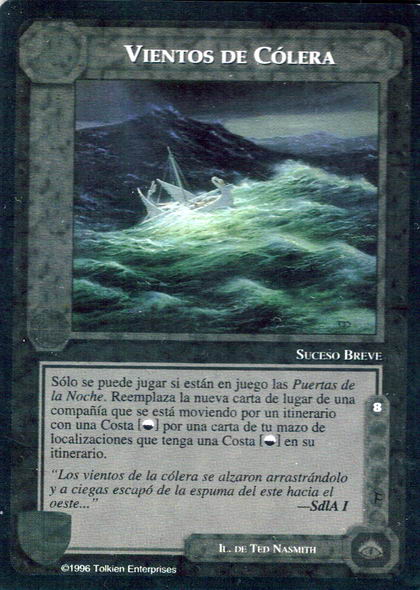 VIENTOS DE CÓLERA
SUCESO BREVE
Sólo se puede jugar si están en juego las Puertas de
la Noche. Reemplaza la nueva carta de lugar de una
compañía que se está moviendo por un itinerario
con una Costa [] por una carta de tu mazo de
localizaciones que tenga una Costa [] en su
itinerario.
8
“Los vientos de la cólera se alzaron arrastrándolo
y a ciegas escapó de la espuma del este hacia el
oeste...” —SdlA I
IL. DE TED NASMITH
©1996 Tolkien Enterprises